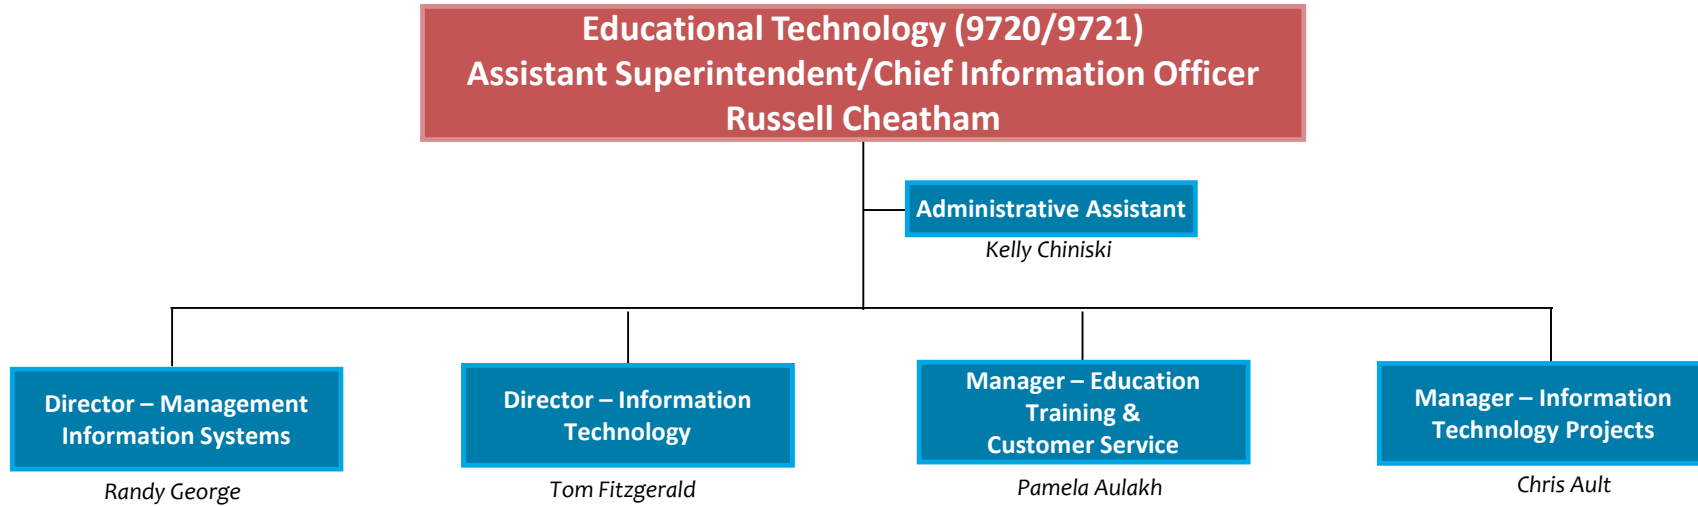 Educational Technology (9720/9721)
Assistant Superintendent/Chief Information Officer
Russell Cheatham
Administrative Assistant
Kelly Chiniski
Director – Management
Information Systems
Randy George
Director – Information
Technology
Tom Fitzgerald
Manager – Education
Training &
Customer Service
Pamela Aulakh
Manager – Information
Technology Projects
Chris Ault